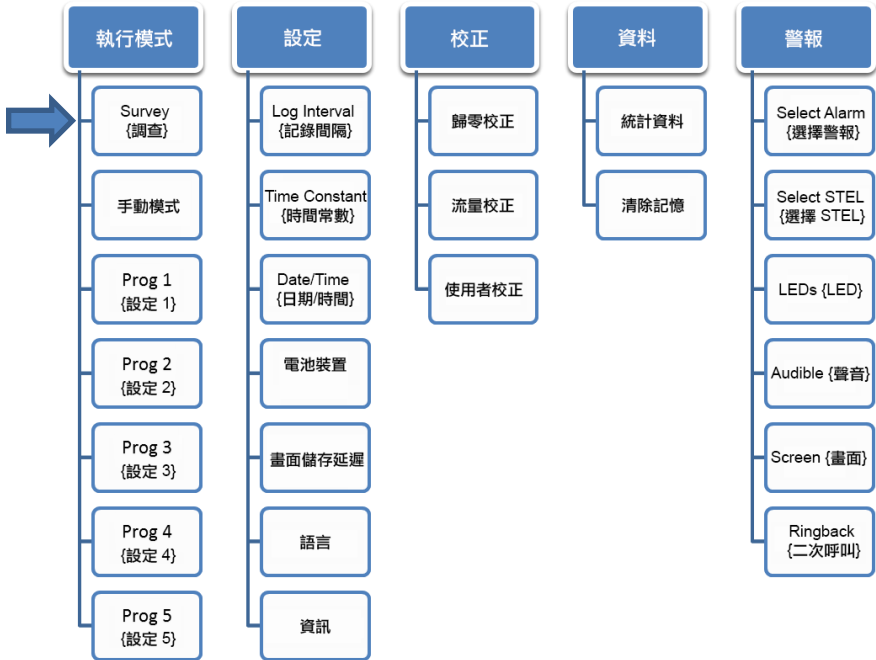 執行模式
Survey
{調查}
手動模式
Prog 1
{設定 1}
Prog 2
{設定 2}
Prog 3
{設定 3}
Prog 4
{設定 4}
Prog 5
{設定 5}
設定
Log Interval
{記錄間隔}
Time Constant
{時間常數}
Date/Time
{日期/時間}
電池裝置
畫面儲存延遲
語言
資訊
校正
歸零校正
流量校正
使用者校正
資料
統計資料
清除記憶
警報
Select Alarm
{選擇警報}
Select STEL
{選擇 STEL}
LEDs {LED}
Audible {聲音}
Screen {畫面}
Ringback
{二次呼叫}